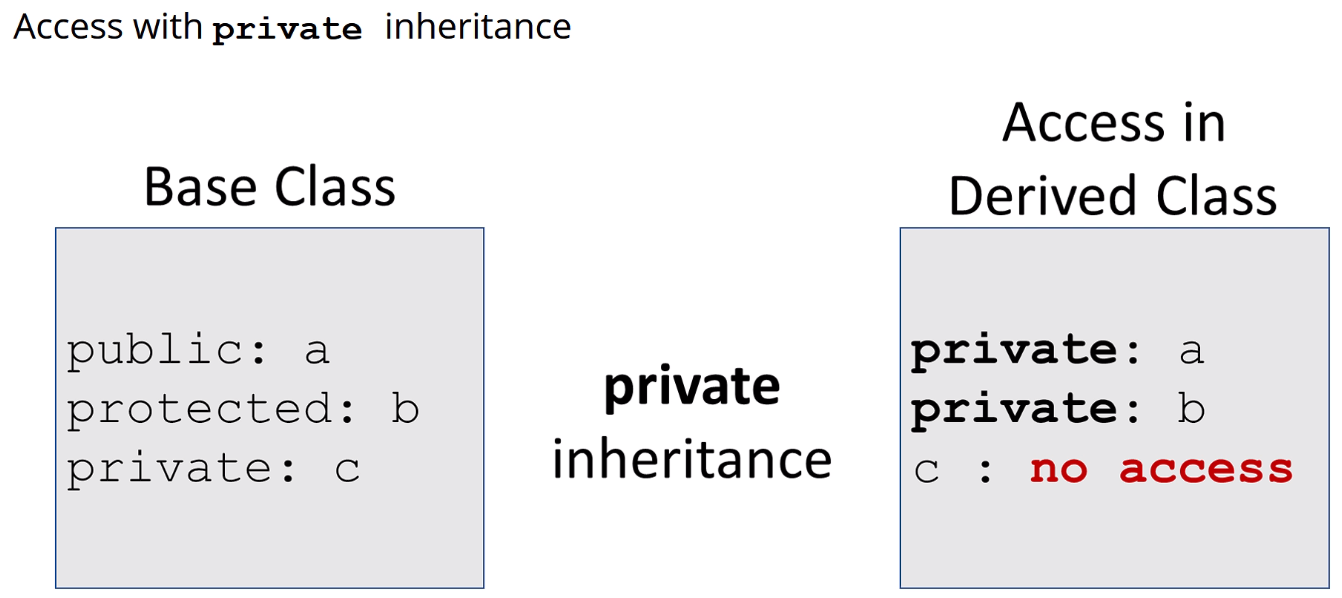 Access with private inheritance
Base Class
public: a
protected: b
private: c
private
inheritance
Access in
Derived Class
private: a
private: b
c : no access